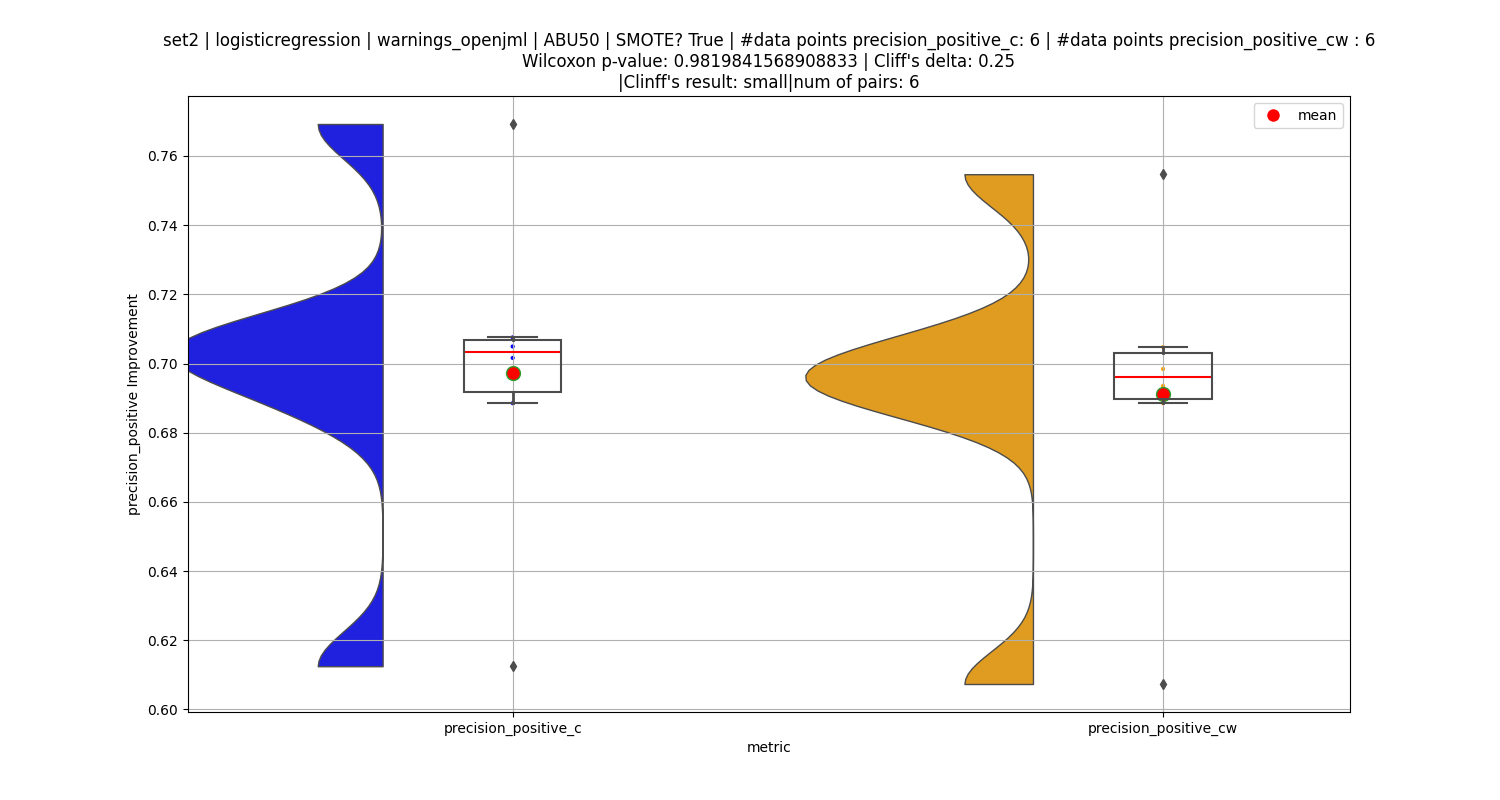 set2 | logisticregression | warnings_openjml | ABU50 | SMOTE? True | #data points precision_positive_c: 6 | #data points precision_positive_cw : 6
Wilcoxon p-value: 0.9819841568908833 | Cliff's delta: 0.25
|Clinff's result: small|num of pairs: 6
mean
0.76
0.74
0.72
0.70
0.68
0.66
0.64
0.62
0.60
precision_positive Improvement
precision_positive_c
precision_positive_cw
metric